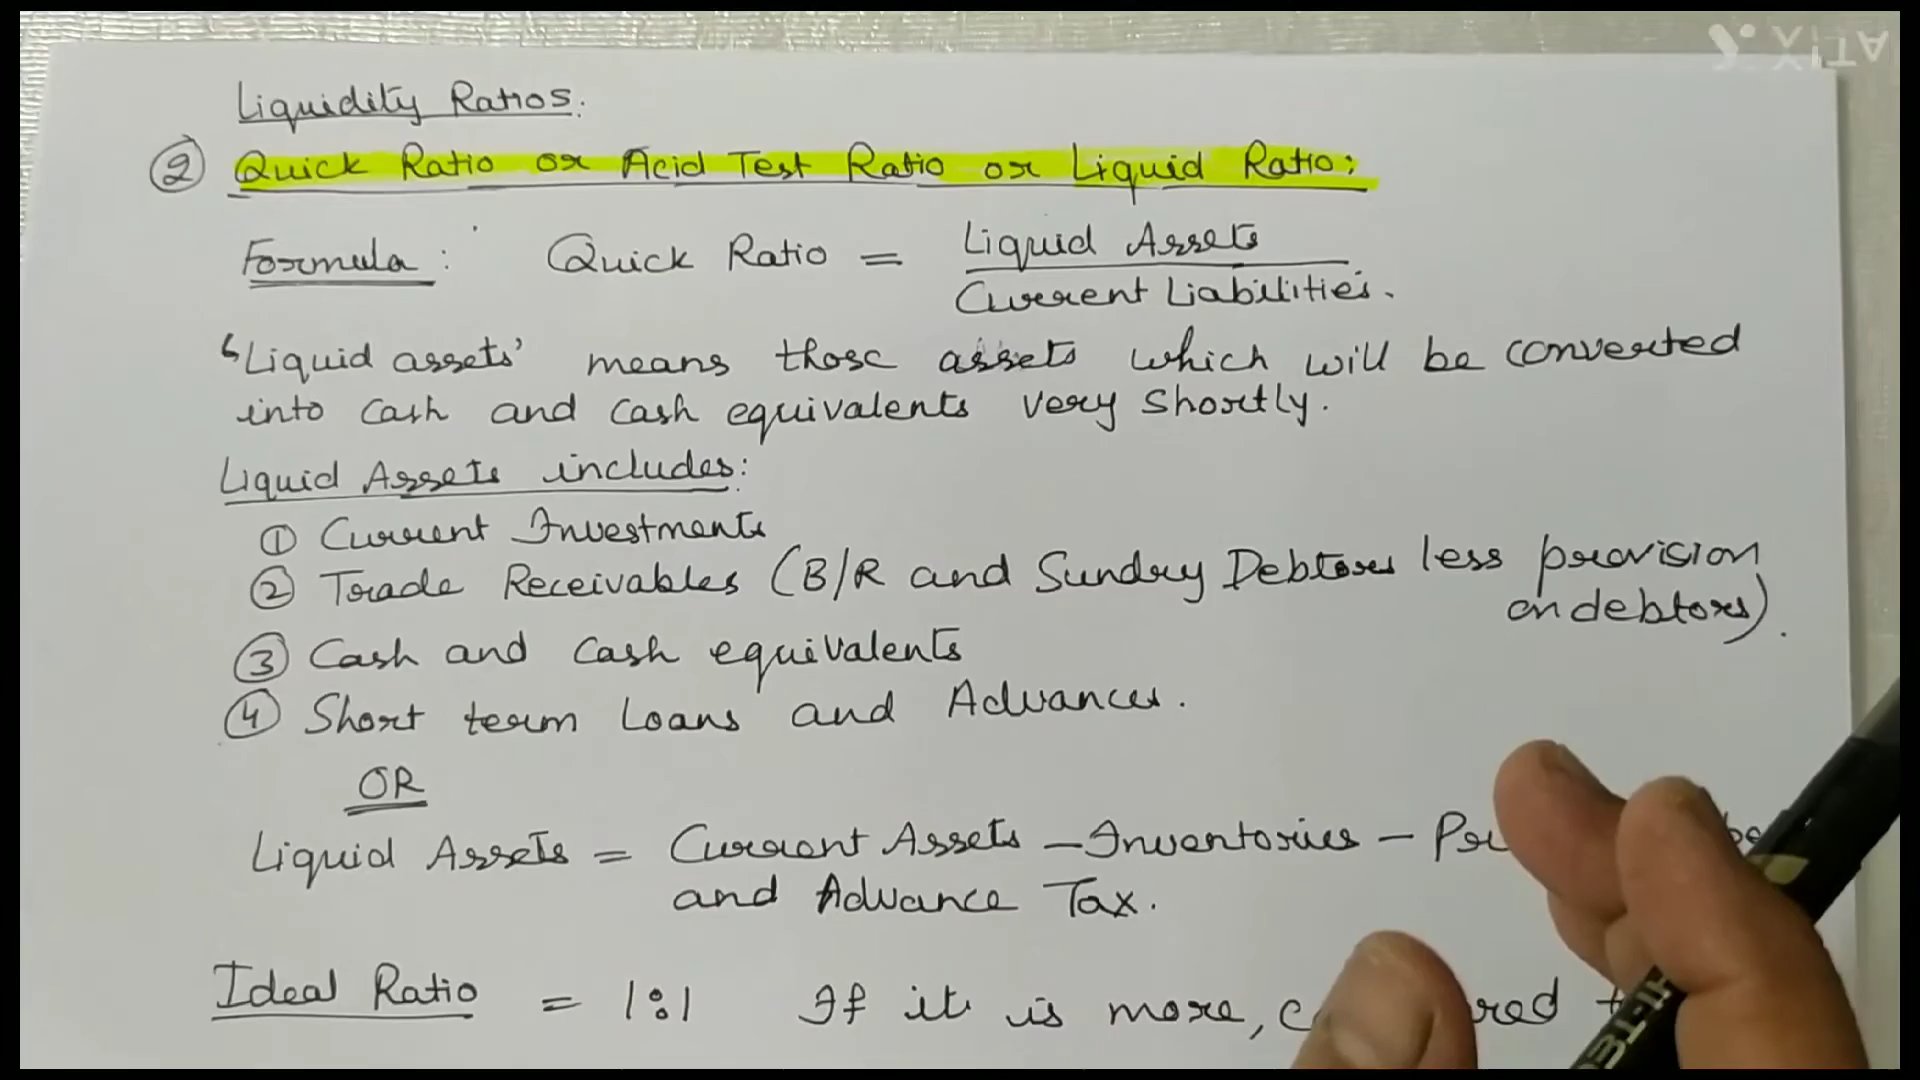 Liquidity Ratios:
② Quick Ratio or Acid Test Ratio or Liquid Ratio:
Formula : Quick Ratio = Liquid Assets
Current Liabilities.
'Liquid assets' means those assets which will be converted
into cash and cash equivalents very shortly.
Liquid Assets includes:
① Current Investments
② Trade Receivables (B/R and Sundry Debtors less provision
on debtors).
③ Cash and cash equivalents
④ Short term Loans and Advances.
OR
Liquid Assets = Current Assets - Inventories -
and Advance Tax.
Ideal Ratio = 1:1 If it is more,
HI-TEC